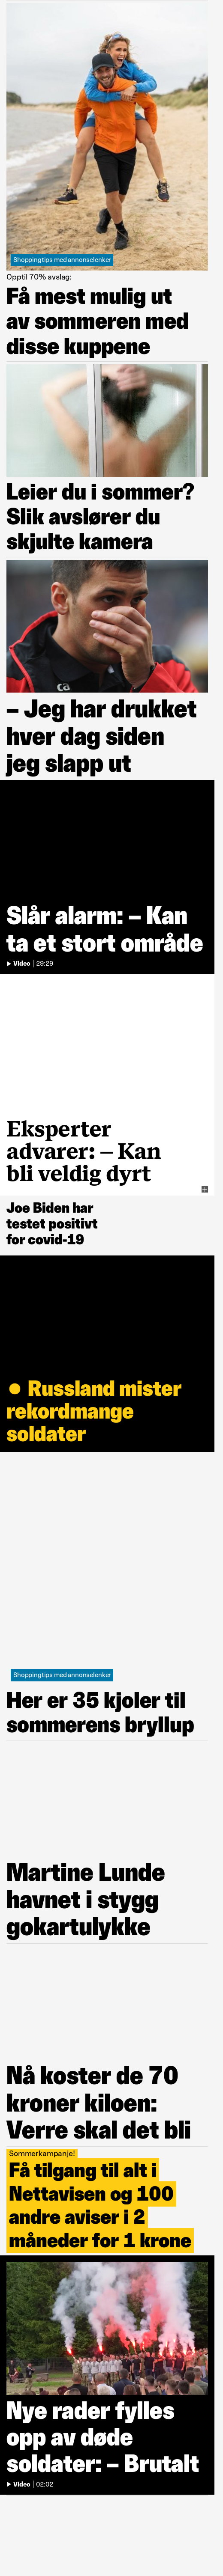 Shoppingtips med annonselenker
Opptil 70% avslag:
Få mest mulig ut
av sommeren med
disse kuppene
Leier du i sommer?
Slik avslører du
skjulte kamera
– Jeg har drukket
hver dag siden
jeg slapp ut
Slår alarm: – Kan
ta et stort område
Video | 29:29
Eksperter
advarer: – Kan
bli veldig dyrt
Joe Biden har
testet positivt
for covid-19
● Russland mister
rekordmange
soldater
Shoppingtips med annonselenker
Her er 35 kjoler til
sommerens bryllup
Martine Lunde
havnet i stygg
gokartulykke
Nå koster de 70
kroner kiloen:
Verre skal det bli
Sommerkampanje!
Få tilgang til alt i
Nettavisen og 100
andre aviser i 2
måneder for 1 krone
Nye rader fylles
opp av døde
soldater: – Brutalt
Video | 02:02